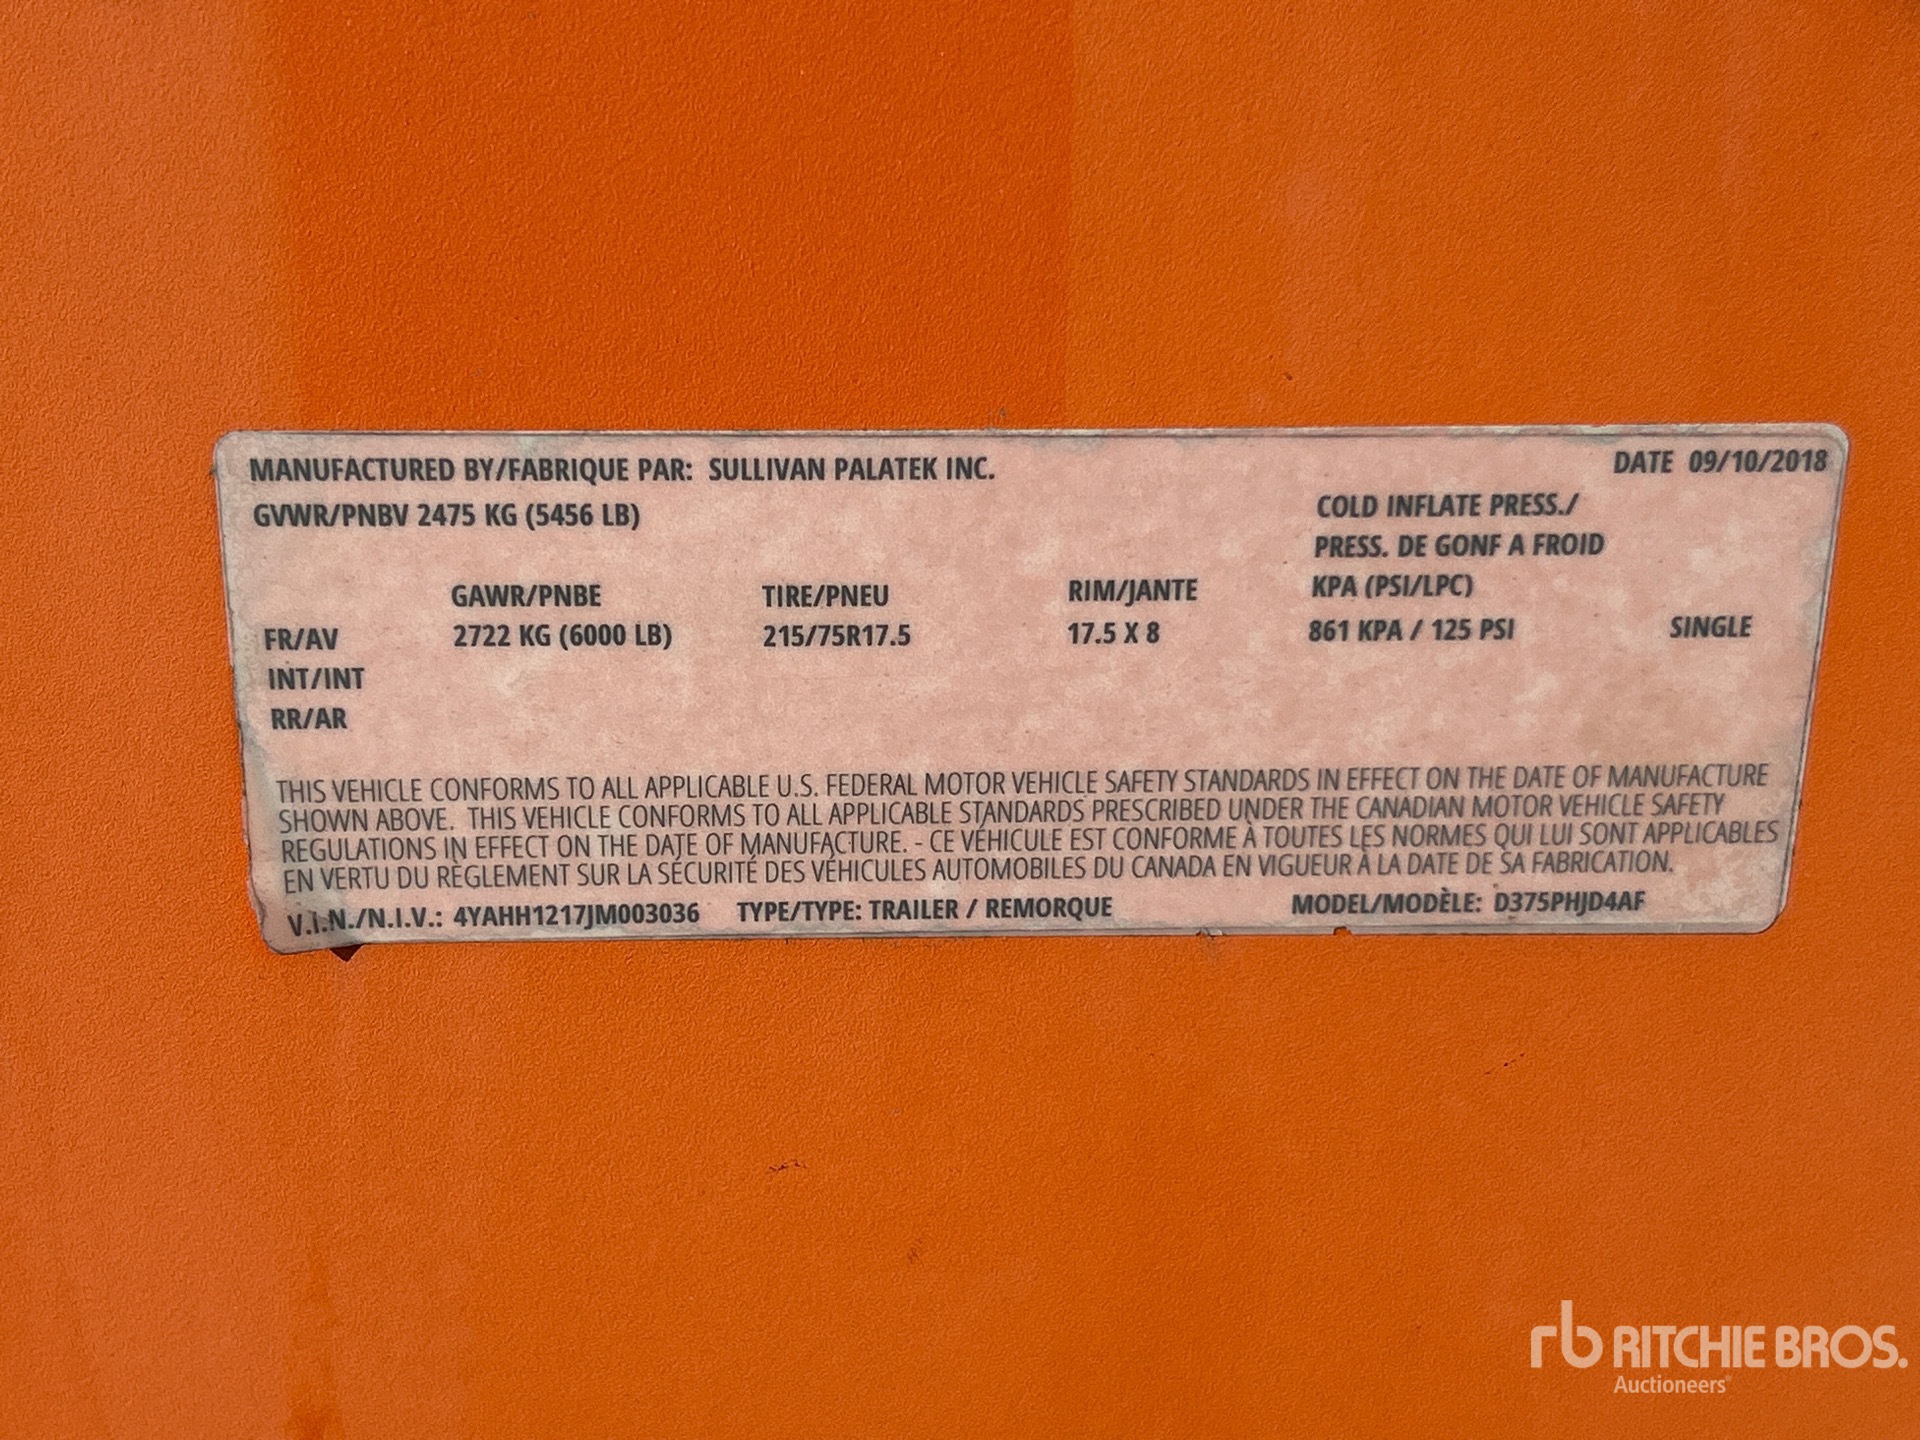 MANUFACTURED BY/FABRIQUE PAR: SULLIVAN PALATEK INC. DATE 09/10/2018
GVWR/PNBV 2475 KG (5456 LB)
COLD INFLATE PRESS./
PRESS. DE GONF A FROID
GAWR/PNBE TIRE/PNEU RIM/JANTE KPA (PSI/LPC)
FR/AV 2722 KG (6000 LB) 215/75R17.5 17.5 X 8 861 KPA / 125 PSI SINGLE
INT/INT
RR/AR
THIS VEHICLE CONFORMS TO ALL APPLICABLE U.S. FEDERAL MOTOR VEHICLE SAFETY STANDARDS IN EFFECT ON THE DATE OF MANUFACTURE
SHOWN ABOVE. THIS VEHICLE CONFORMS TO ALL APPLICABLE STANDARDS PRESCRIBED UNDER THE CANADIAN MOTOR VEHICLE SAFETY
REGULATIONS IN EFFECT ON THE DATE OF MANUFACTURE. - CE VÉHICULE EST CONFORME À TOUTES LES NORMES QUI LUI SONT APPLICABLES
EN VERTU DU RÈGLEMENT SUR LA SÉCURITÉ DES VÉHICULES AUTOMOBILES DU CANADA EN VIGUEUR À LA DATE DE SA FABRICATION.
V.I.N./N.I.V.: 4YAHH1217JM003036 TYPE/TYPE: TRAILER / REMORQUE MODEL/MODÈLE: D375PHJD4AF
rb RITCHIE BROS.
Auctioneers®